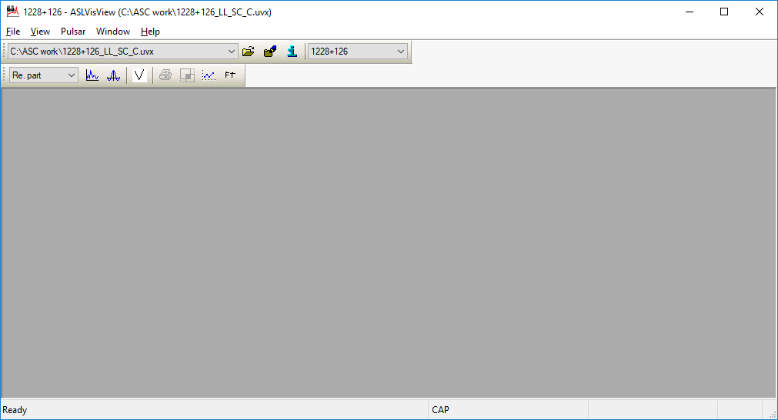 1228+126 - ASLVisView (C:\ASC work\1228+126_LL_SC_C.uvx)
File View Pulsar Window Help
C:\ASC work\1228+126_LL_SC_C.uvx 1228+126
Re. part V F†
Ready CAP